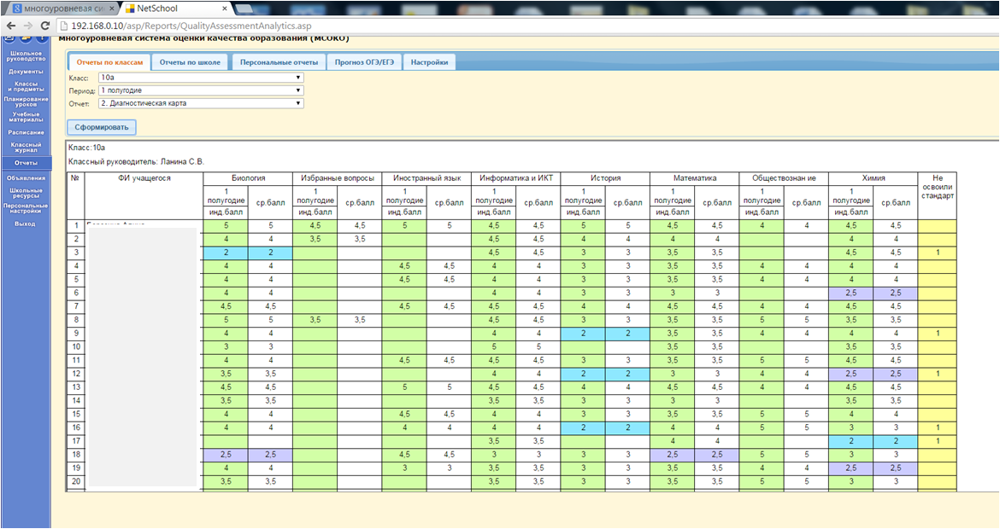 многоуровневая си
NetSchool
192.168.0.10/asp/Reports/QualityAssessmentAnalytics.asp
многоуровневая система оценки качества образования (МСОКО)
Школьное
руководство
Документы
Классы
и предметы
Планирование
уроков
Учебные
материалы
Расписание
Классный
журнал
Отчеты
Объявления
Школьные
ресурсы
Персональные
настройки
Выход
Отчеты по классам Отчеты по школе Персональные отчеты Прогноз ОГЭ/ЕГЭ Настройки
Класс: 10а
Период: 1 полугодие
Отчет: 2. Диагностическая карта
Сформировать
Класс:10а
Классный руководитель: Ланина С.В.
№ ФИ учащегося Биология Избранные вопросы Иностранный язык Информатика и ИКТ История Математика Обществознан ие Химия Не освоили стандарт
1 полугодие ср.балл 1 полугодие ср.балл 1 полугодие ср.балл 1 полугодие ср.балл 1 полугодие ср.балл 1 полугодие ср.балл 1 полугодие ср.балл 1 полугодие ср.балл
инд.балл инд.балл инд.балл инд.балл инд.балл инд.балл инд.балл инд.балл
1 5 5 4,5 4,5 5 5 4,5 4,5 5 5 4,5 4,5 4 4 4,5 4,5
2 4 4 3,5 3,5 4,5 4,5 4 4 4 4 4 4
3 2 2 4,5 4,5 3 3 3,5 3,5 4,5 4,5 1
4 4 4 4,5 4,5 4 4 3 3 3,5 3,5 4 4 4 4
5 4 4 4,5 4,5 4 4 3 3 3,5 3,5 4 4 4 4
6 4 4 4 4 3 3 3 3 2,5 2,5
7 4,5 4,5 4,5 4,5 4,5 4,5 4 4 4,5 4,5 4 4 4,5 4,5
8 5 5 3,5 3,5 4,5 4,5 3 3 3,5 3,5 5 5 3,5 3,5
9 4 4 4 4 2 2 3,5 3,5 4 4 4 4 1
10 3 3 5 5 3,5 3,5 3,5 3,5
11 4 4 4,5 4,5 4,5 4,5 3 3 3,5 3,5 5 5 4,5 4,5
12 3,5 3,5 4 4 2 2 3 3 4 4 2,5 2,5 1
13 4,5 4,5 5 5 4,5 4,5 4 4 4,5 4,5 4 4 4,5 4,5
14 3,5 3,5 3,5 3,5 3 3 3 3 3,5 3,5
15 4 4 4,5 4,5 4 4 3 3 3,5 3,5 5 5 4 4
16 4 4 4 4 4 4 2 2 4 4 5 5 3 3 1
17 3,5 3,5 4 4 2 2 1
18 2,5 2,5 4,5 4,5 3 3 3 3 2,5 2,5 5 5 3 3
19 4 4 3 3 3,5 3,5 3 3 3,5 3,5 4 4 2,5 2,5
20 3,5 3,5 3,5 3,5 3 3 3,5 3,5 5 5 3 3